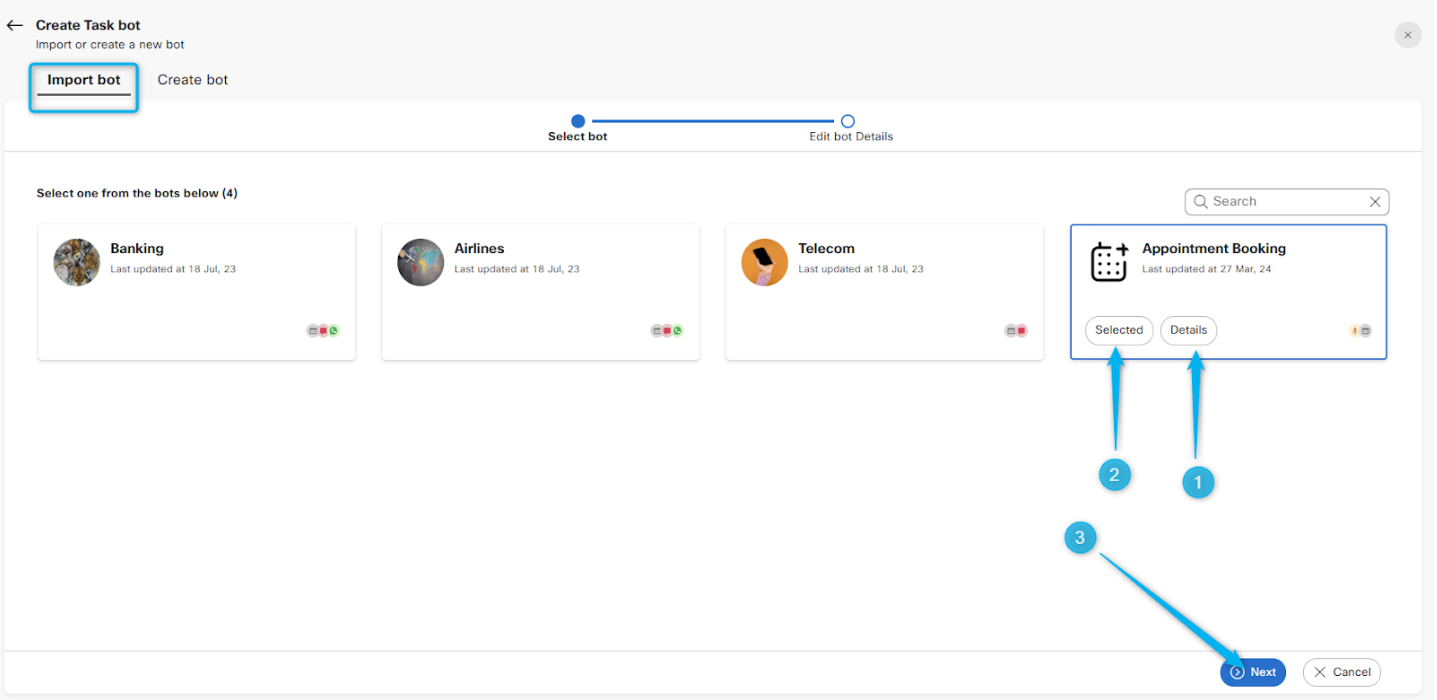 Create Task bot
Import or create a new bot
Import bot
Create bot
Select bot
Edit bot Details
Select one from the bots below (4)
Search
Banking
Last updated at 18 Jul, 23
Airlines
Last updated at 18 Jul, 23
Telecom
Last updated at 18 Jul, 23
Appointment Booking
Last updated at 27 Mar, 24
Selected
Details
2
1
3
Next
Cancel